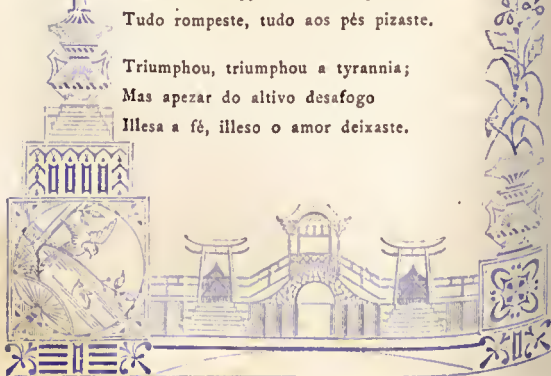 Tudo rompeste, tudo aos pés pizaste.
Triumphou, triumphou a tyrannia;
Mas apezar do altivo desafogo
Illesa a fé, illeso o amor deixaste.